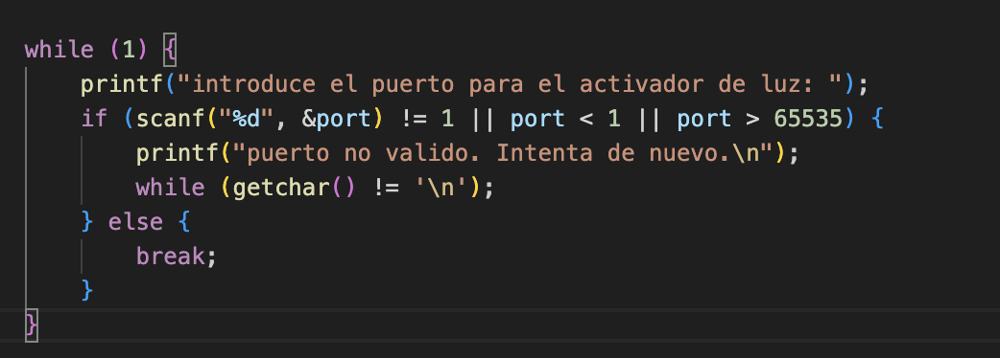 while (1) {
printf("introduce el puerto para el activador de luz: ");
if (scanf("%d", &port) != 1 || port < 1 || port > 65535) {
printf("puerto no valido. Intenta de nuevo.\n");
while (getchar() != '\n');
} else {
break;
}
}